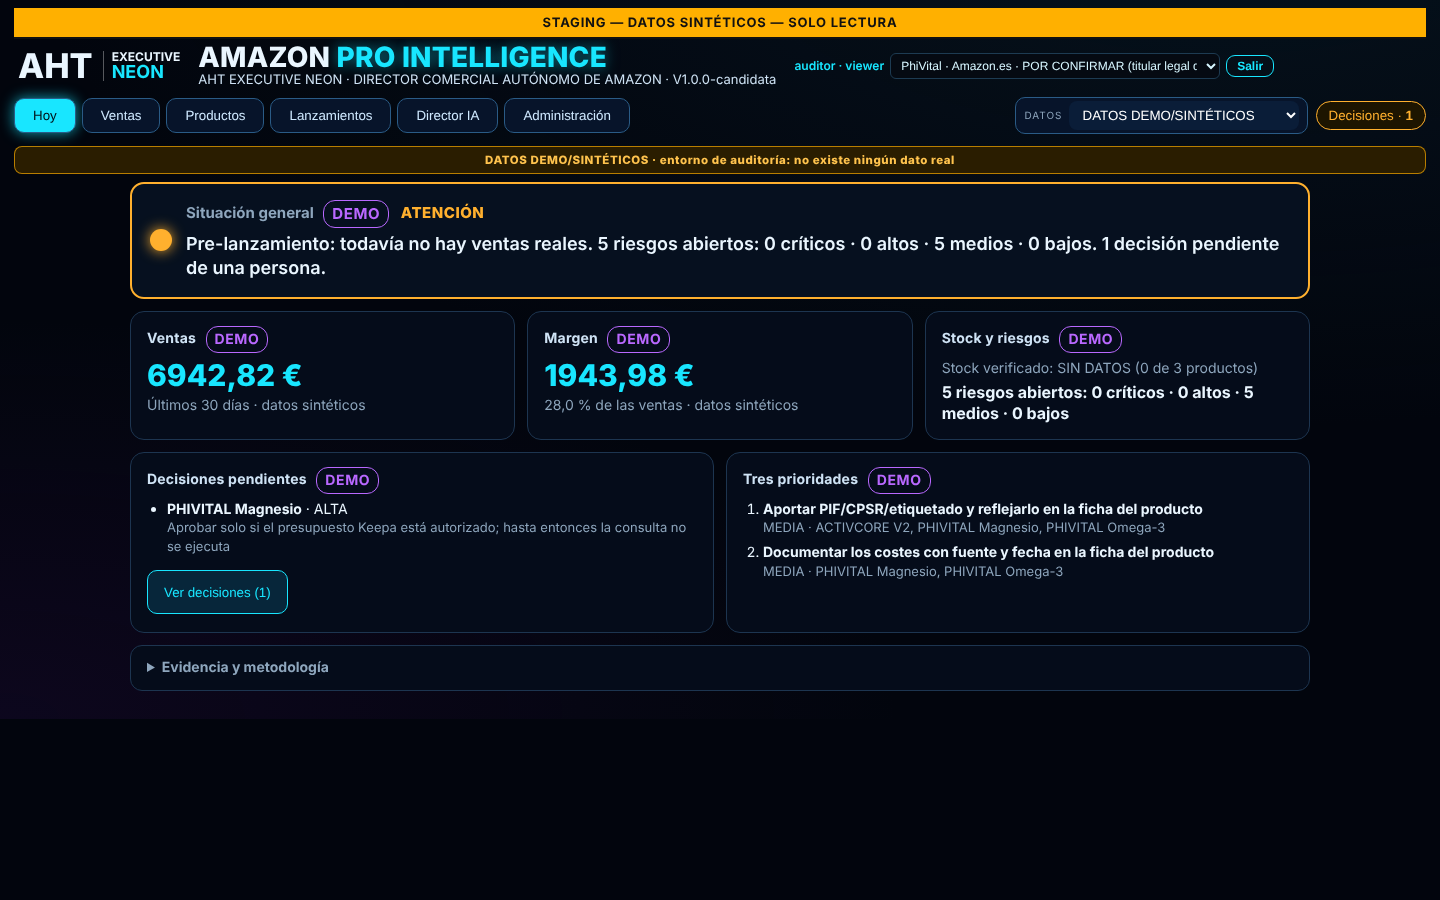 STAGING — DATOS SINTÉTICOS — SOLO LECTURA
AHT
EXECUTIVE
NEON
AMAZON PRO INTELLIGENCE
AHT EXECUTIVE NEON · DIRECTOR COMERCIAL AUTÓNOMO DE AMAZON · V1.0.0-candidata
auditor · viewer
PhiVital · Amazon.es · POR CONFIRMAR (titular legal c
Salir
Hoy
Ventas
Productos
Lanzamientos
Director IA
Administración
DATOS
DATOS DEMO/SINTÉTICOS
Decisiones · 1
DATOS DEMO/SINTÉTICOS · entorno de auditoría: no existe ningún dato real
Situación general DEMO ATENCIÓN
Pre-lanzamiento: todavía no hay ventas reales. 5 riesgos abiertos: 0 críticos · 0 altos · 5 medios · 0 bajos. 1 decisión pendiente
de una persona.
Ventas DEMO
6942,82 €
Últimos 30 días · datos sintéticos
Margen DEMO
1943,98 €
28,0 % de las ventas · datos sintéticos
Stock y riesgos DEMO
Stock verificado: SIN DATOS (0 de 3 productos)
5 riesgos abiertos: 0 críticos · 0 altos · 5
medios · 0 bajos
Decisiones pendientes DEMO
• PHIVITAL Magnesio · ALTA
Aprobar solo si el presupuesto Keepa está autorizado; hasta entonces la consulta no
se ejecuta
Ver decisiones (1)
Tres prioridades DEMO
1. Aportar PIF/CPSR/etiquetado y reflejarlo en la ficha del producto
MEDIA · ACTIVCORE V2, PHIVITAL Magnesio, PHIVITAL Omega-3
2. Documentar los costes con fuente y fecha en la ficha del producto
MEDIA · PHIVITAL Magnesio, PHIVITAL Omega-3
Evidencia y metodología